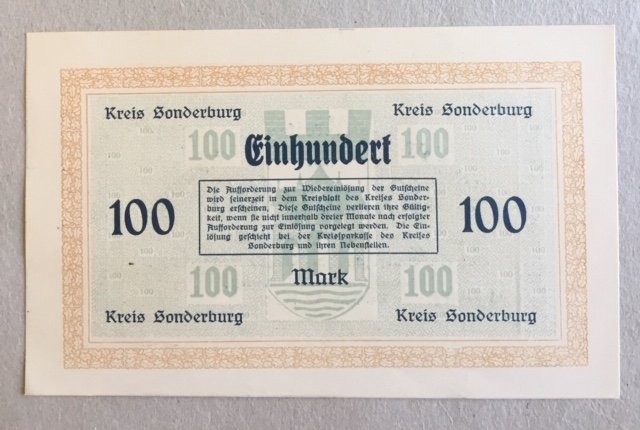 Kreis Sonderburg Kreis Sonderburg
100 Einhundert 100
Die Aufforderung zur Wiedereinlösung der Gutscheine
wird seinerzeit in dem Kreisblatt des Kreises Sonder-
burg erscheinen. Diese Gutscheine verlieren ihre Gültig-
keit, wenn sie nicht innerhalb dreier Monate nach erfolgter
Aufforderung zur Einlösung vorgelegt werden. Die Ein-
lösung geschieht bei der Kreissparkasse des Kreises
Sonderburg und ihren Nebenstellen.
100 100
Mark
100 100
Kreis Sonderburg Kreis Sonderburg